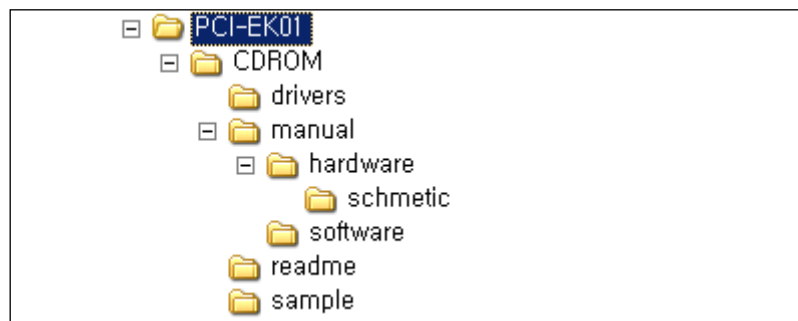 PCI-EK01
CDROM
drivers
manual
hardware
schmetic
software
readme
sample